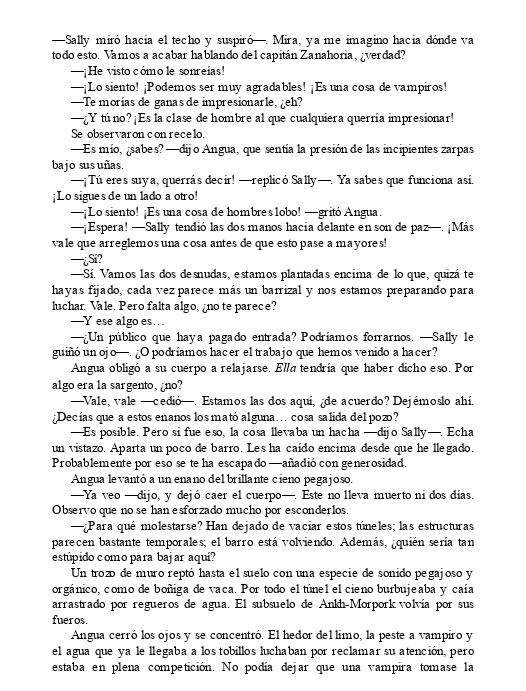 —Sally miró hacia el techo y suspiró—. Mira, ya me imagino hacia dónde va
todo esto. Vamos a acabar hablando del capitán Zanahoria, ¿verdad?
—¡He visto cómo le sonreías!
—¡Lo siento! ¡Podemos ser muy agradables! ¡Es una cosa de vampiros!
—Te morías de ganas de impresionarle, ¿eh?
—¿Y tú no? ¡Es la clase de hombre al que cualquiera querría impresionar!
Se observaron con recelo.
—Es mío, ¿sabes? —dijo Angua, que sentía la presión de las incipientes zarpas
bajo sus uñas.
—¡Tú eres suya, querrás decir! —replicó Sally—. Ya sabes que funciona así.
¡Lo sigues de un lado a otro!
—¡Lo siento! ¡Es una cosa de hombres lobo! —gritó Angua.
—¡Espera! —Sally tendió las dos manos hacia delante en son de paz—. ¡Más
vale que arreglemos una cosa antes de que esto pase a mayores!
—¿Sí?
—Sí. Vamos las dos desnudas, estamos plantadas encima de lo que, quizá te
hayas fijado, cada vez parece más un barrizal y nos estamos preparando para
luchar. Vale. Pero falta algo, ¿no te parece?
—Y ese algo es…
—¿Un público que haya pagado entrada? Podríamos forrarnos. —Sally le
guiñó un ojo—. ¿O podríamos hacer el trabajo que hemos venido a hacer?
Angua obligó a su cuerpo a relajarse. Ella tendría que haber dicho eso. Por
algo era la sargento, ¿no?
—Vale, vale —cedió—. Estamos las dos aquí, ¿de acuerdo? Dejémoslo ahí.
¿Decías que a estos enanos los mató alguna… cosa salida del pozo?
—Es posible. Pero si fue eso, la cosa llevaba un hacha —dijo Sally—. Echa
un vistazo. Aparta un poco de barro. Les ha caído encima desde que he llegado.
Probablemente por eso se te ha escapado —añadió con generosidad.
Angua levantó a un enano del brillante cieno pegajoso.
—Ya veo —dijo, y dejó caer el cuerpo—. Este no lleva muerto ni dos días.
Observo que no se han esforzado mucho por esconderlos.
—¿Para qué molestarse? Han dejado de vaciar estos túneles; las estructuras
parecen bastante temporales; el barro está volviendo. Además, ¿quién sería tan
estúpido como para bajar aquí?
Un trozo de muro reptó hasta el suelo con una especie de sonido pegajoso y
orgánico, como de boñiga de vaca. Por todo el túnel el cieno burbujeaba y caía
arrastrado por regueros de agua. El subsuelo de Ankh-Morpork volvía por sus
fueros.
Angua cerró los ojos y se concentró. El hedor del limo, la peste a vampiro y
el agua que ya le llegaba a los tobillos luchaban por reclamar su atención, pero
estaba en plena competición. No podía dejar que una vampira tomase la